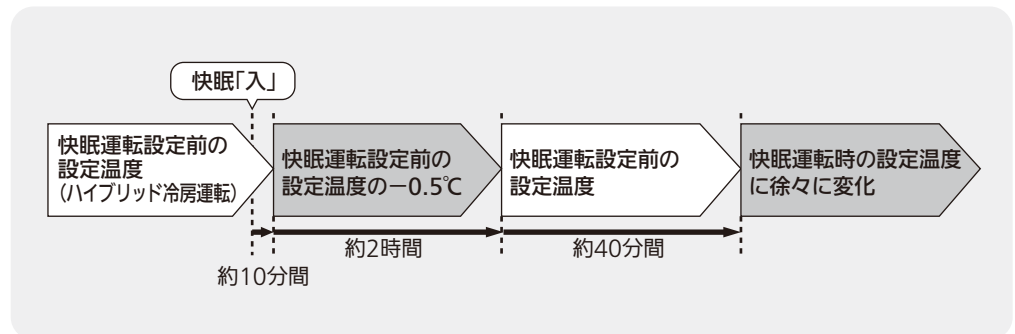 快眠「入」
快眠運転設定前の
設定温度
（ハイブリッド冷房運転）
快眠運転設定前の
設定温度の－0.5℃
快眠運転設定前の
設定温度
快眠運転時の設定温度
に徐々に変化
約10分間
約2時間
約40分間